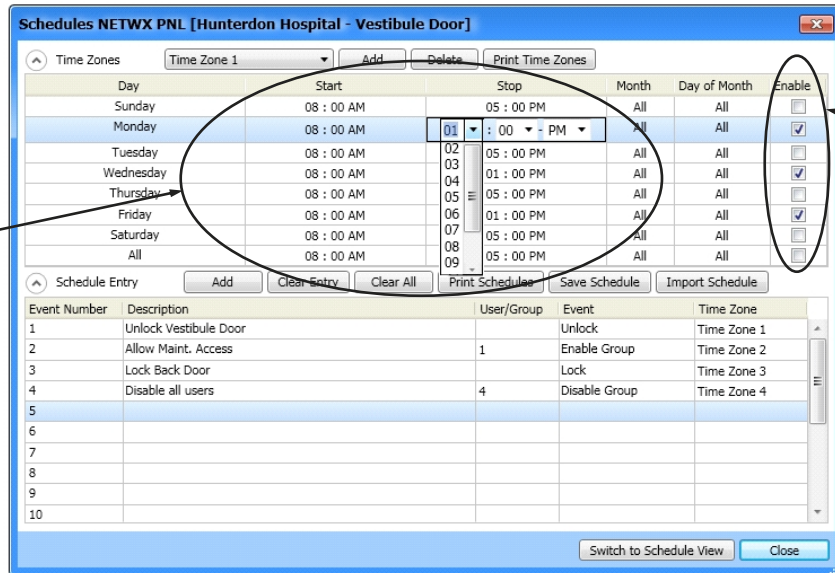 Schedules NETWX PNL [Hunterdon Hospital - Vestibule Door]
Time Zones Time Zone 1 Add Delete Print Time Zones
Day Start Stop Month Day of Month Enable
Sunday 08 : 00 AM 05 : 00 PM All All
Monday 08 : 00 AM 01 : 00 - PM All All
02
Tuesday 08 : 00 AM 05 : 00 PM All All
03
Wednesday 08 : 00 AM 01 : 00 PM All All
04
Thursday 08 : 00 AM 05 : 00 PM All All
05
Friday 08 : 00 AM 01 : 00 PM All All
06
07
Saturday 08 : 00 AM 05 : 00 PM All All
08
All 08 : 00 AM 05 : 00 PM All All
09
Schedule Entry Add Clear Entry Clear All Print Schedules Save Schedule Import Schedule
Event Number Description User/Group Event Time Zone
1 Unlock Vestibule Door Unlock Time Zone 1
2 Allow Maint. Access 1 Enable Group Time Zone 2
3 Lock Back Door Lock Time Zone 3
4 Disable all users 4 Disable Group Time Zone 4
5
6
7
8
9
10
Switch to Schedule View Close